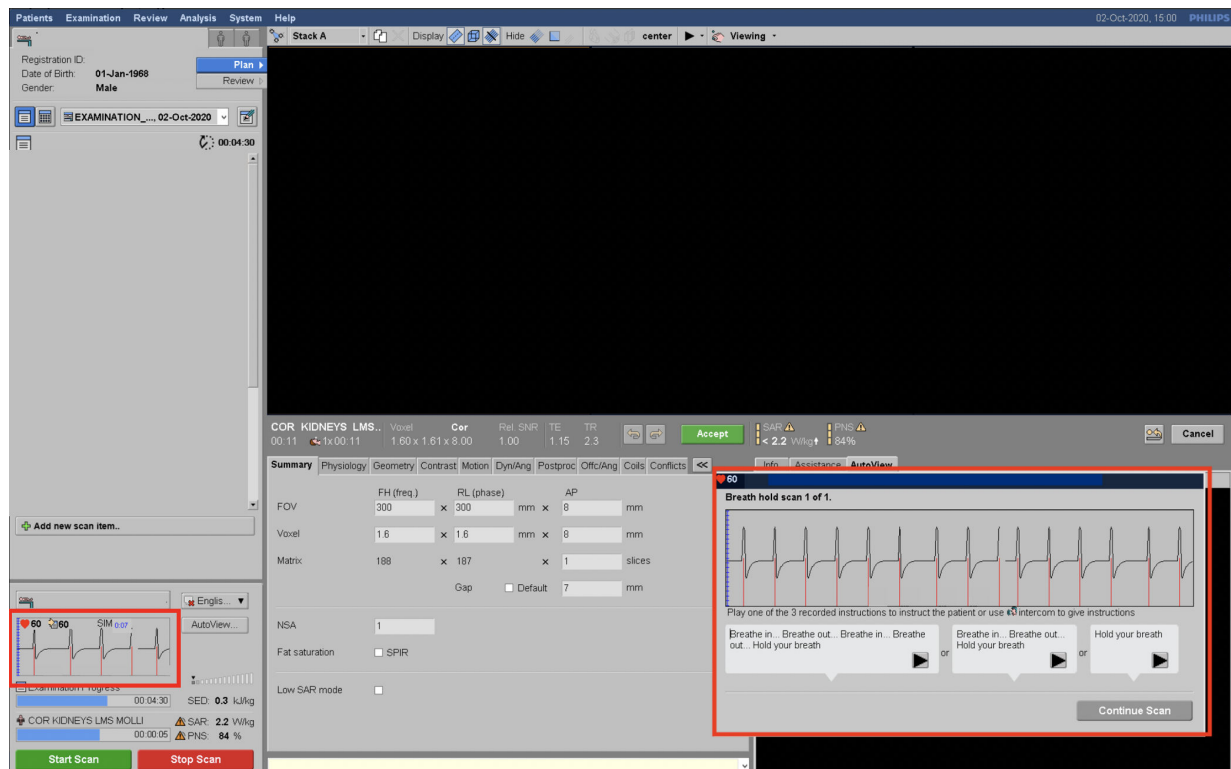 Patients Examination Review Analysis System Help 02-Oct-2020, 15:00 PHILIPS
Stack A Display Hide center Viewing
Registration ID:
Date of Birth: 01-Jan-1968
Gender: Male
Plan
Review
EXAMINATION_..., 02-Oct-2020
00:04:30
Add new scan item..
Englis...
60 60 SIM 0:07
AutoView...
Examination Progress
00:04:30 SED: 0.3 kJ/kg
COR KIDNEYS LMS MOLLI SAR: 2.2 W/kg
00:00:05 PNS: 84 %
Start Scan Stop Scan
COR KIDNEYS LMS.. Voxel Cor Rel. SNR TE TR
00:11 1x00:11 1.60 x 1.61 x 8.00 1.00 1.15 2.3
Accept
SAR PNS
< 2.2 W/kg 84%
Cancel
Summary Physiology Geometry Contrast Motion Dyn/Ang Postproc Offc/Ang Coils Conflicts <<
Info Assistance AutoView
FH (freq.) RL (phase) AP
FOV 300 x 300 mm x 8 mm
Voxel 1.6 x 1.6 mm x 8 mm
Matrix 188 x 187 x 1 slices
Gap Default 7 mm
NSA 1
Fat saturation SPIR
Low SAR mode
60
Breath hold scan 1 of 1.
Play one of the 3 recorded instructions to instruct the patient or use intercom to give instructions
Breathe in... Breathe out... Breathe in... Breathe
out... Hold your breath
or
Breathe in... Breathe out...
Hold your breath
or
Hold your breath
Continue Scan